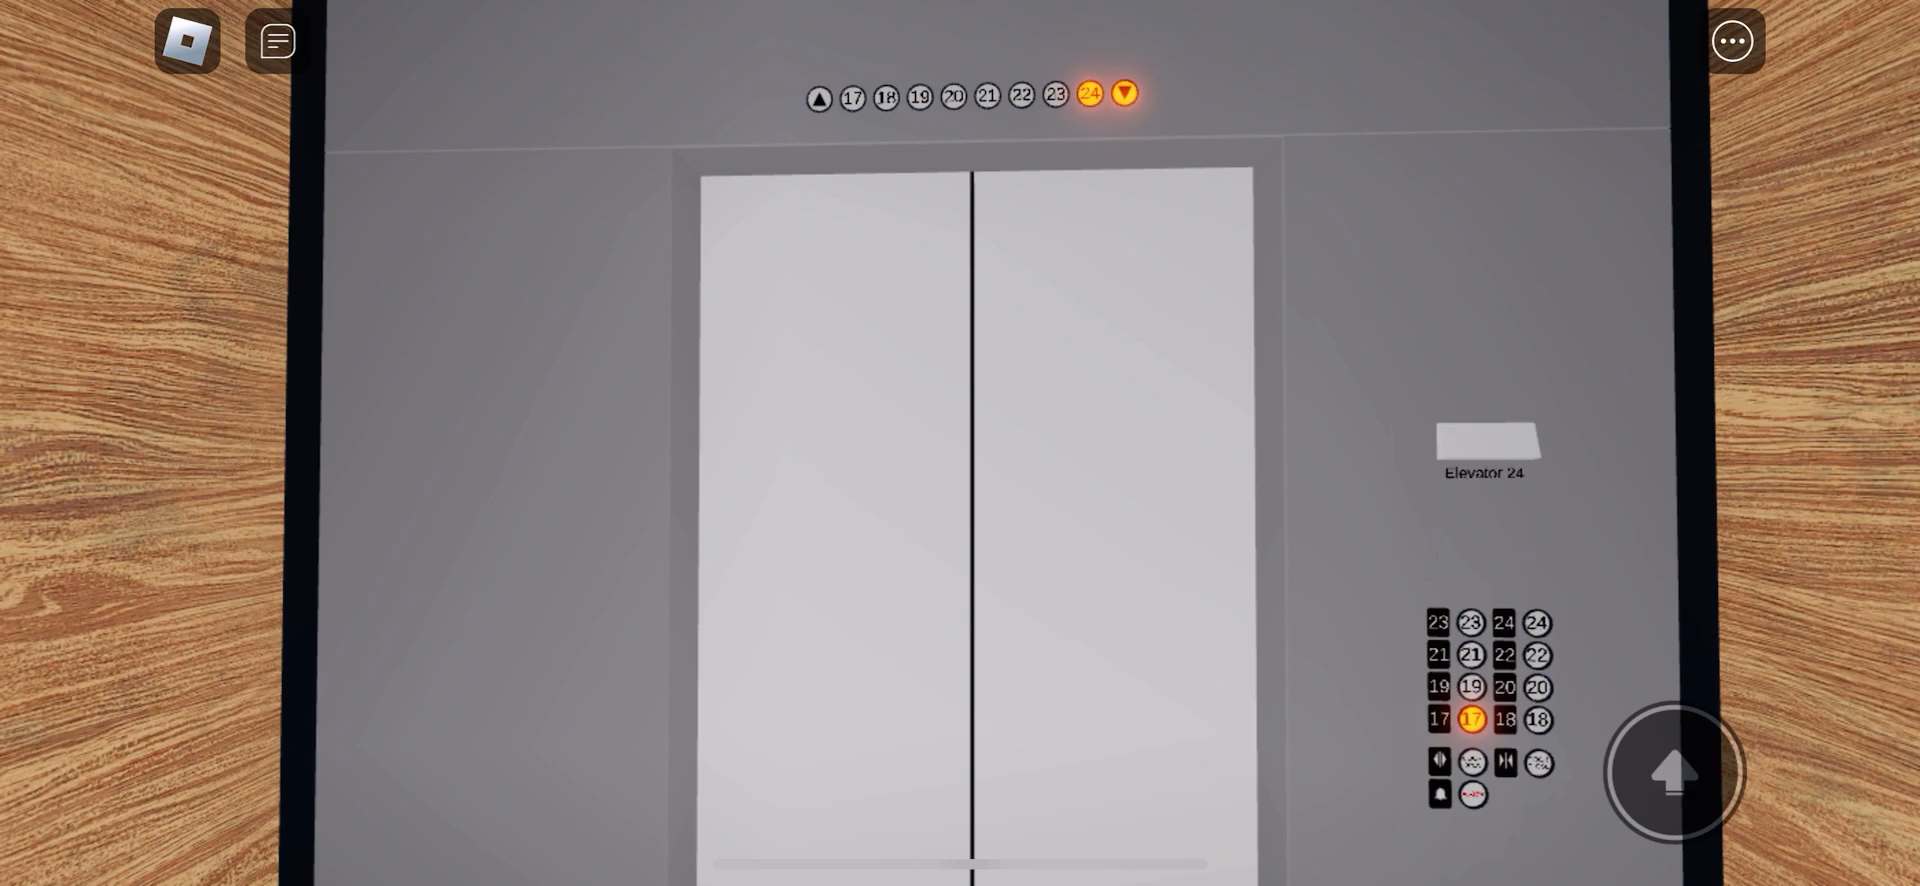 17 18 19 20 21 22 23 24
Elevator 24
23 23 24 24
21 21 22 22
19 19 20 20
17 17 18 18